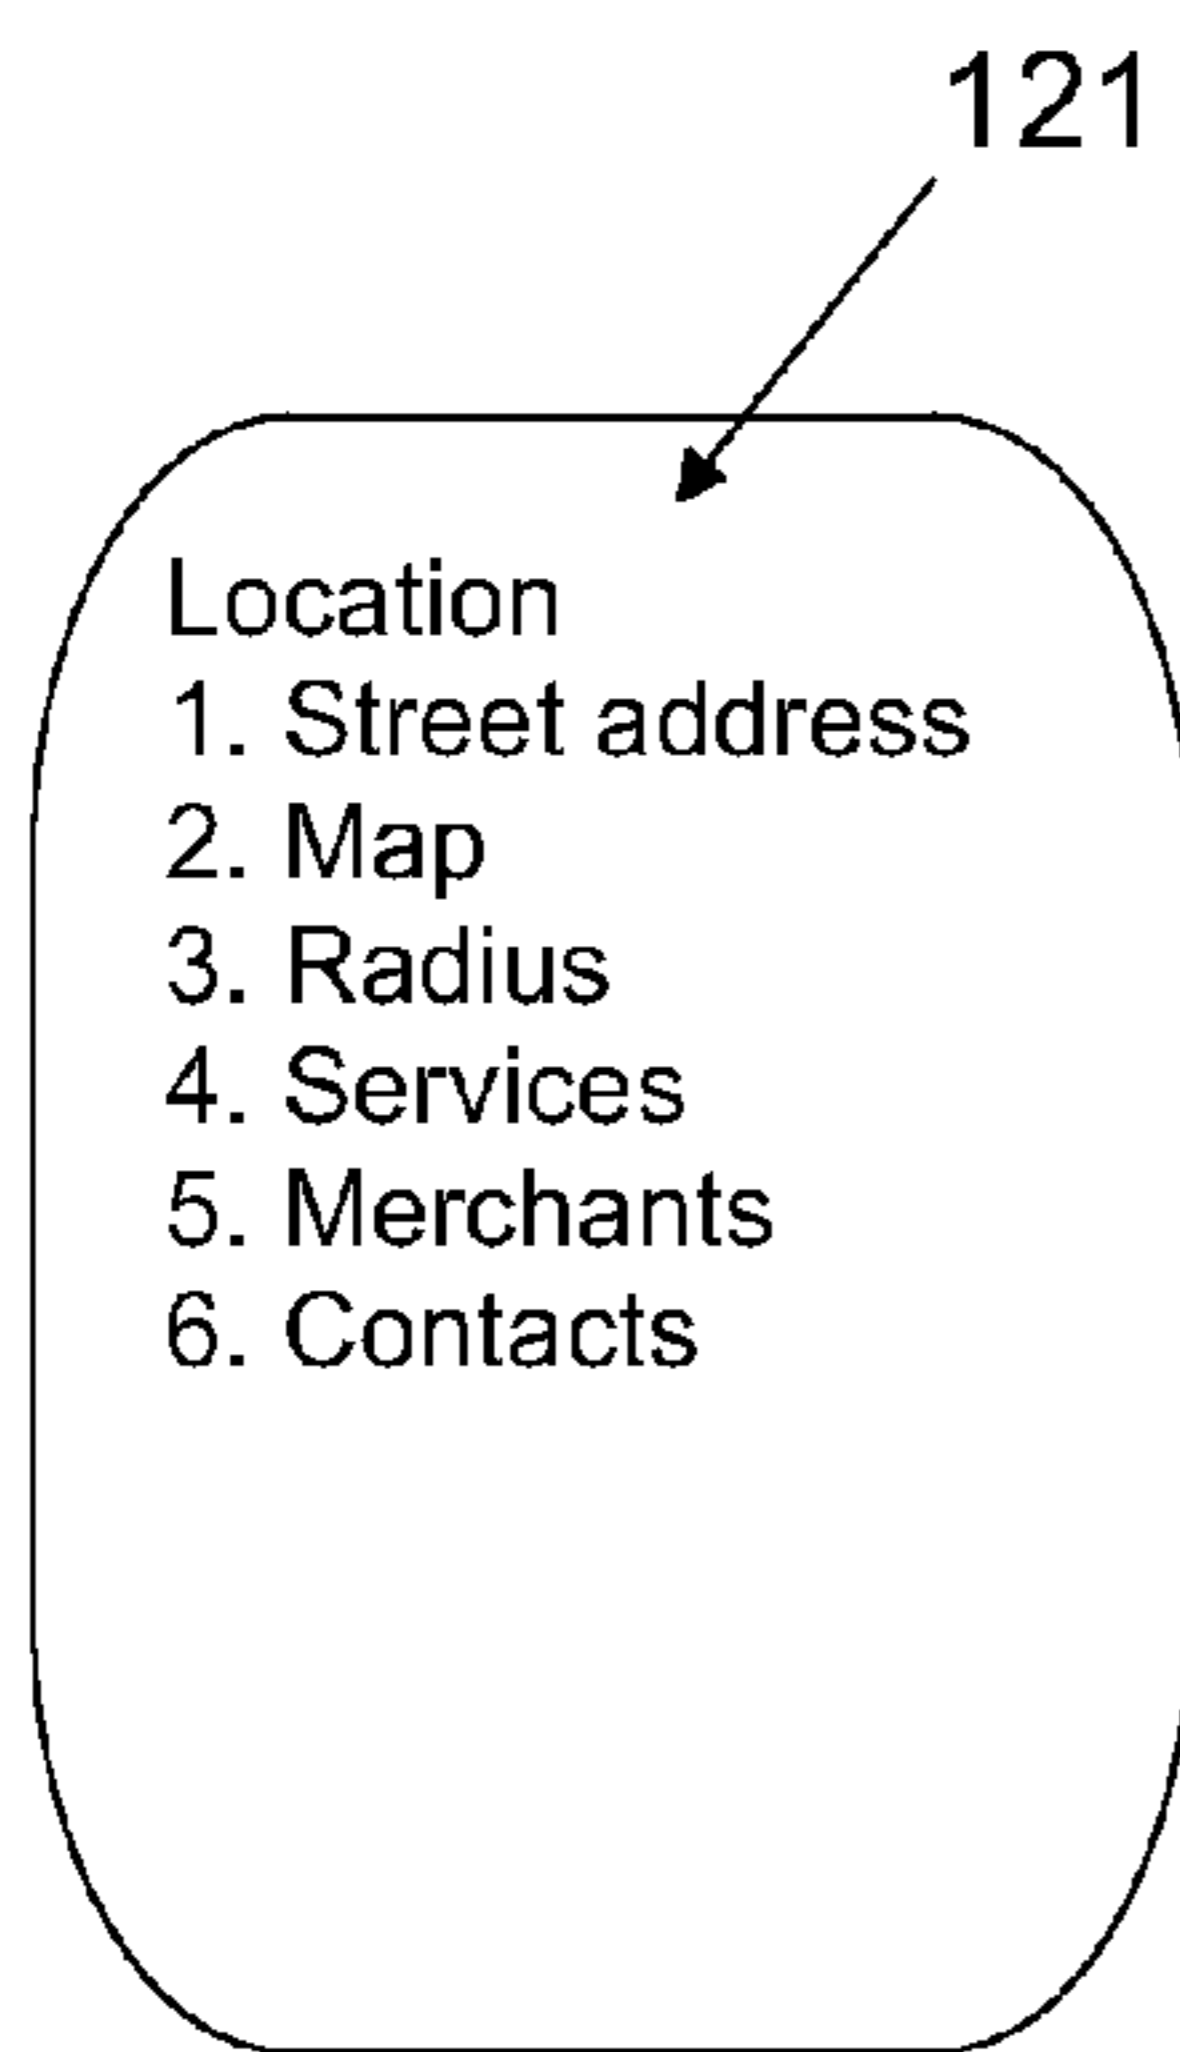 121
Location
1. Street address
2. Map
3. Radius
4. Services
5. Merchants
6. Contacts